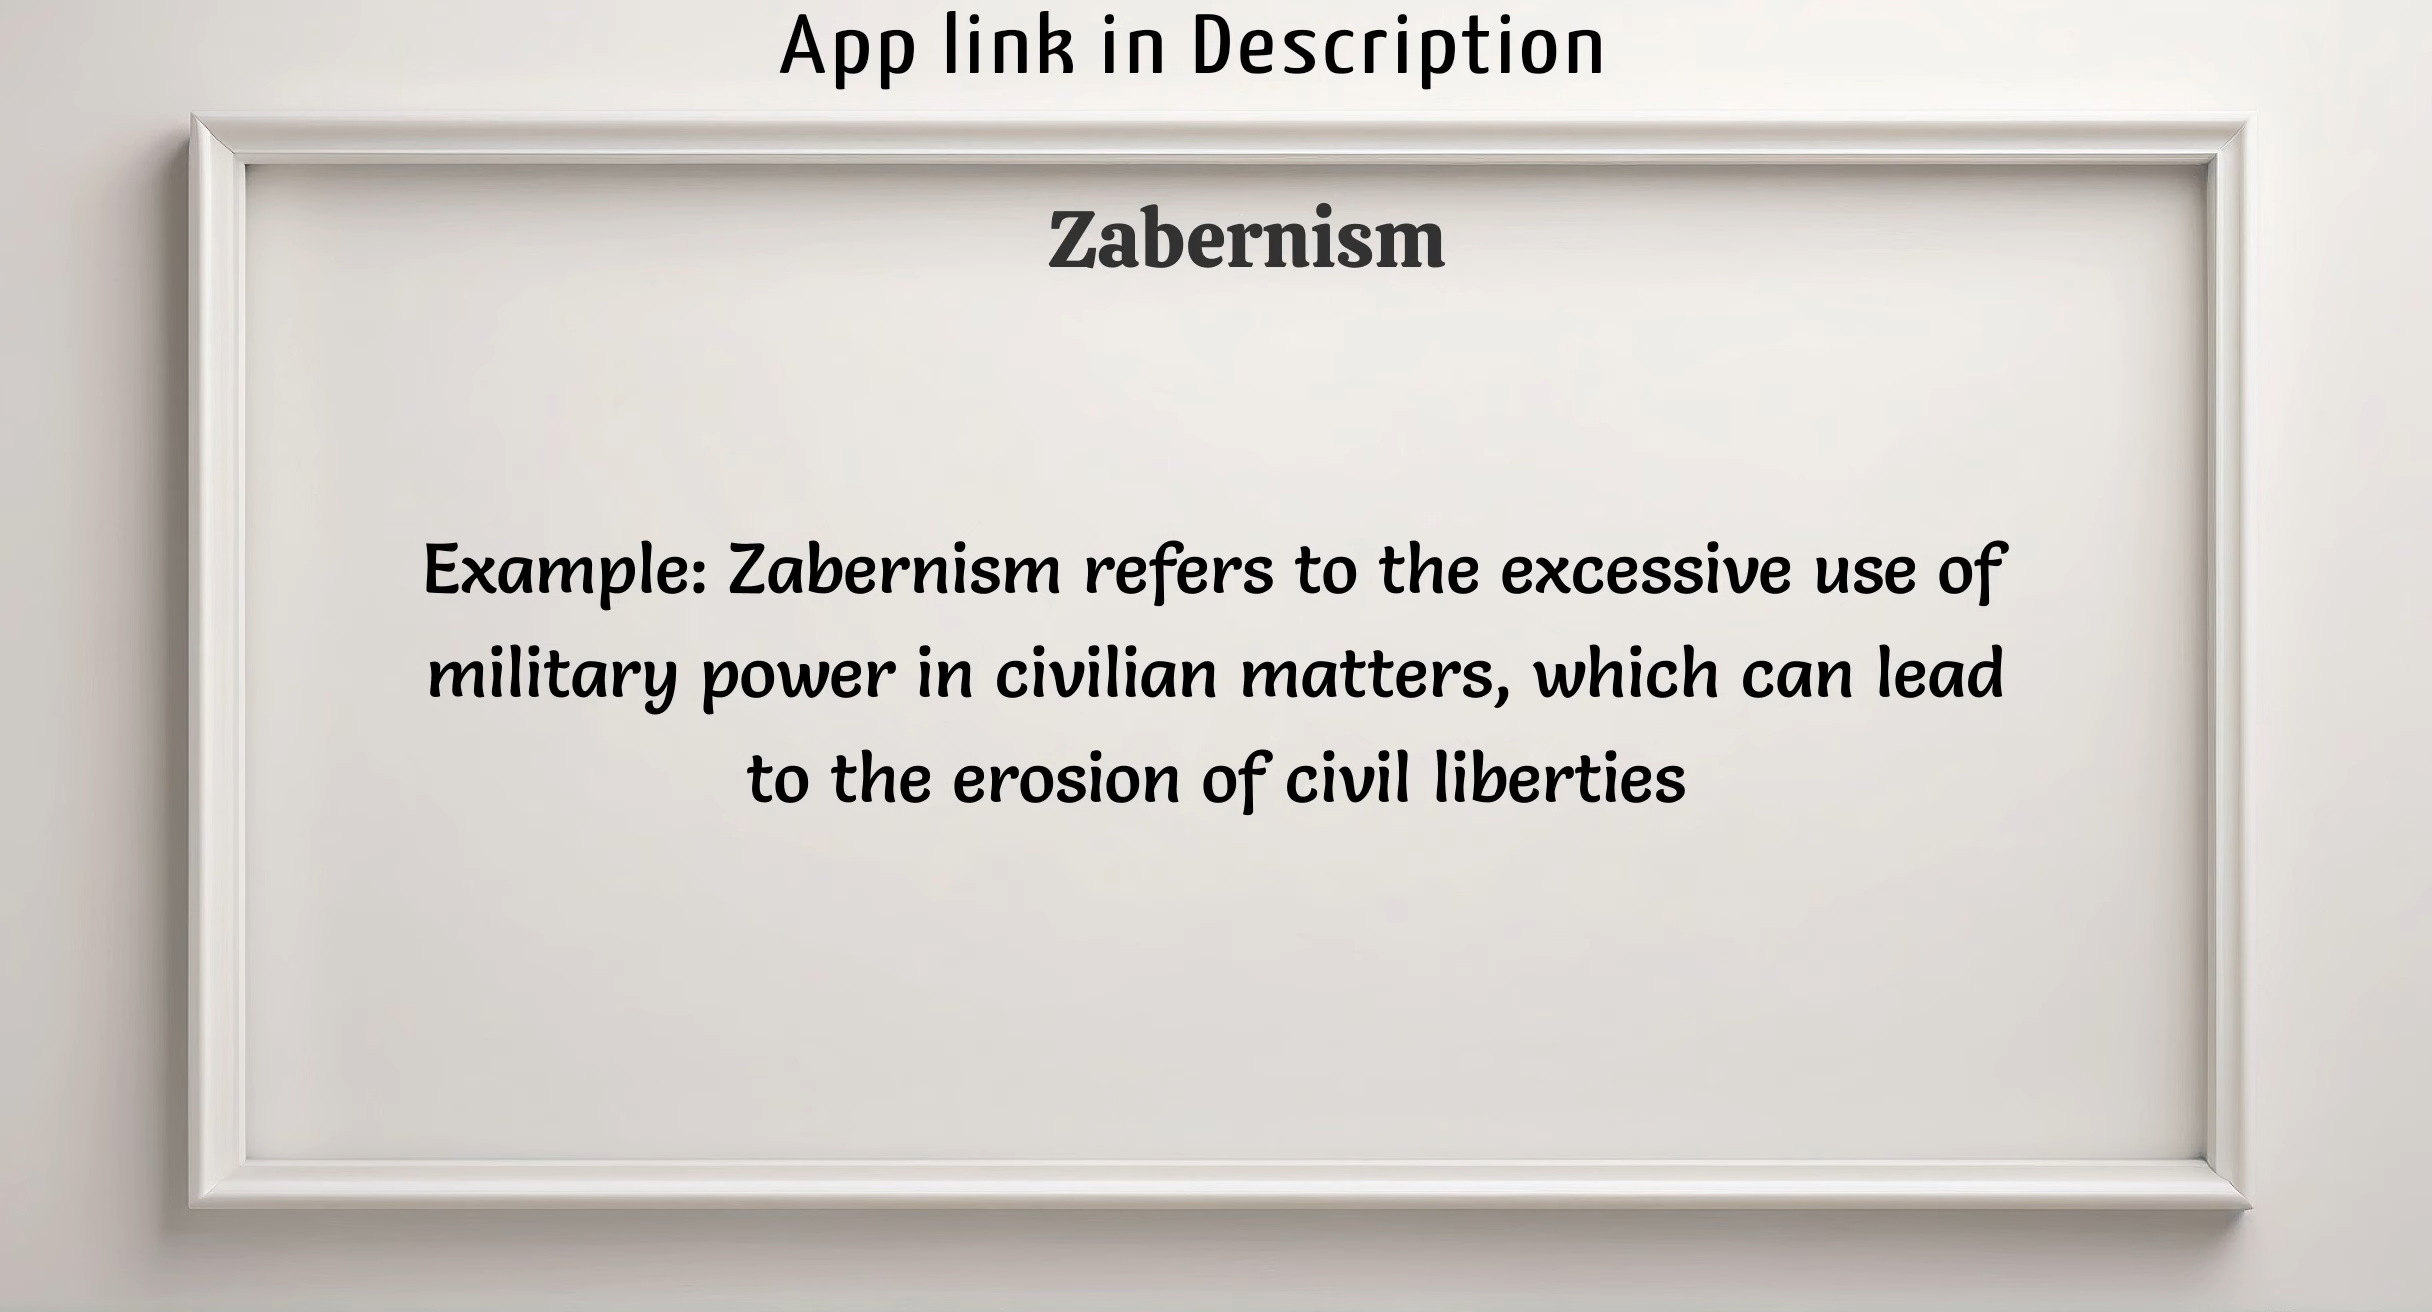 App link in Description
Zabernism
Example: Zabernism refers to the excessive use of
military power in civilian matters, which can lead
to the erosion of civil liberties